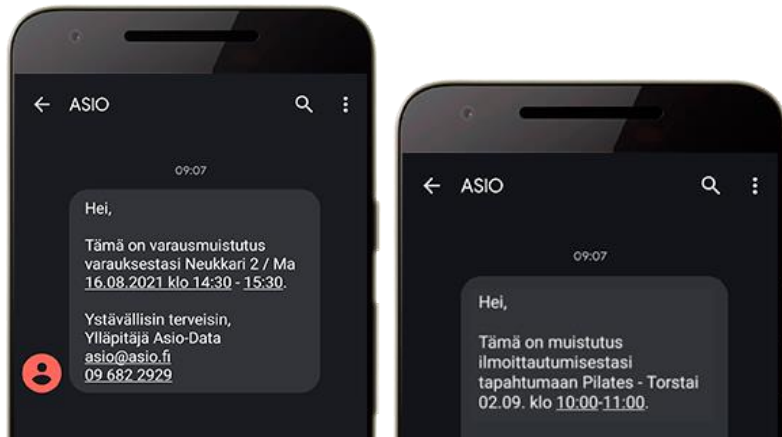 ASIO
09:07
Hei,
Tämä on varausmuistutus
varauksestasi Neukkari 2 / Ma
16.08.2021 klo 14:30 - 15:30.
Ystävällisin terveisin,
Ylläpitäjä Asio-Data
asio@asio.fi
09 682 2929
ASIO
09:07
Hei,
Tämä on muistutus
ilmoittautumisestasi
tapahtumaan Pilates - Torstai
02.09. klo 10:00-11:00.